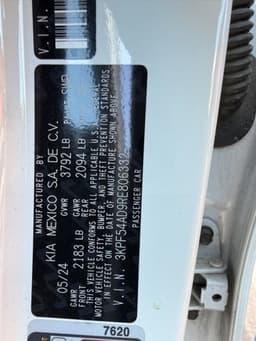 V.I.N.
MANUFACTURED BY
KIA MEXICO S.A. DE C.V.
05/24 GVWR 3792 LB
GAWR FRONT 2183 LB GAWR REAR 2094 LB
THIS VEHICLE CONFORMS TO ALL APPLICABLE U.S. FEDERAL
MOTOR VEHICLE SAFETY, BUMPER, AND THEFT PREVENTION STANDARDS
IN EFFECT ON THE DATE OF MANUFACTURE SHOWN ABOVE.
V.I.N. 3KPF54AD9RE806332
PASSENGER CAR
7620